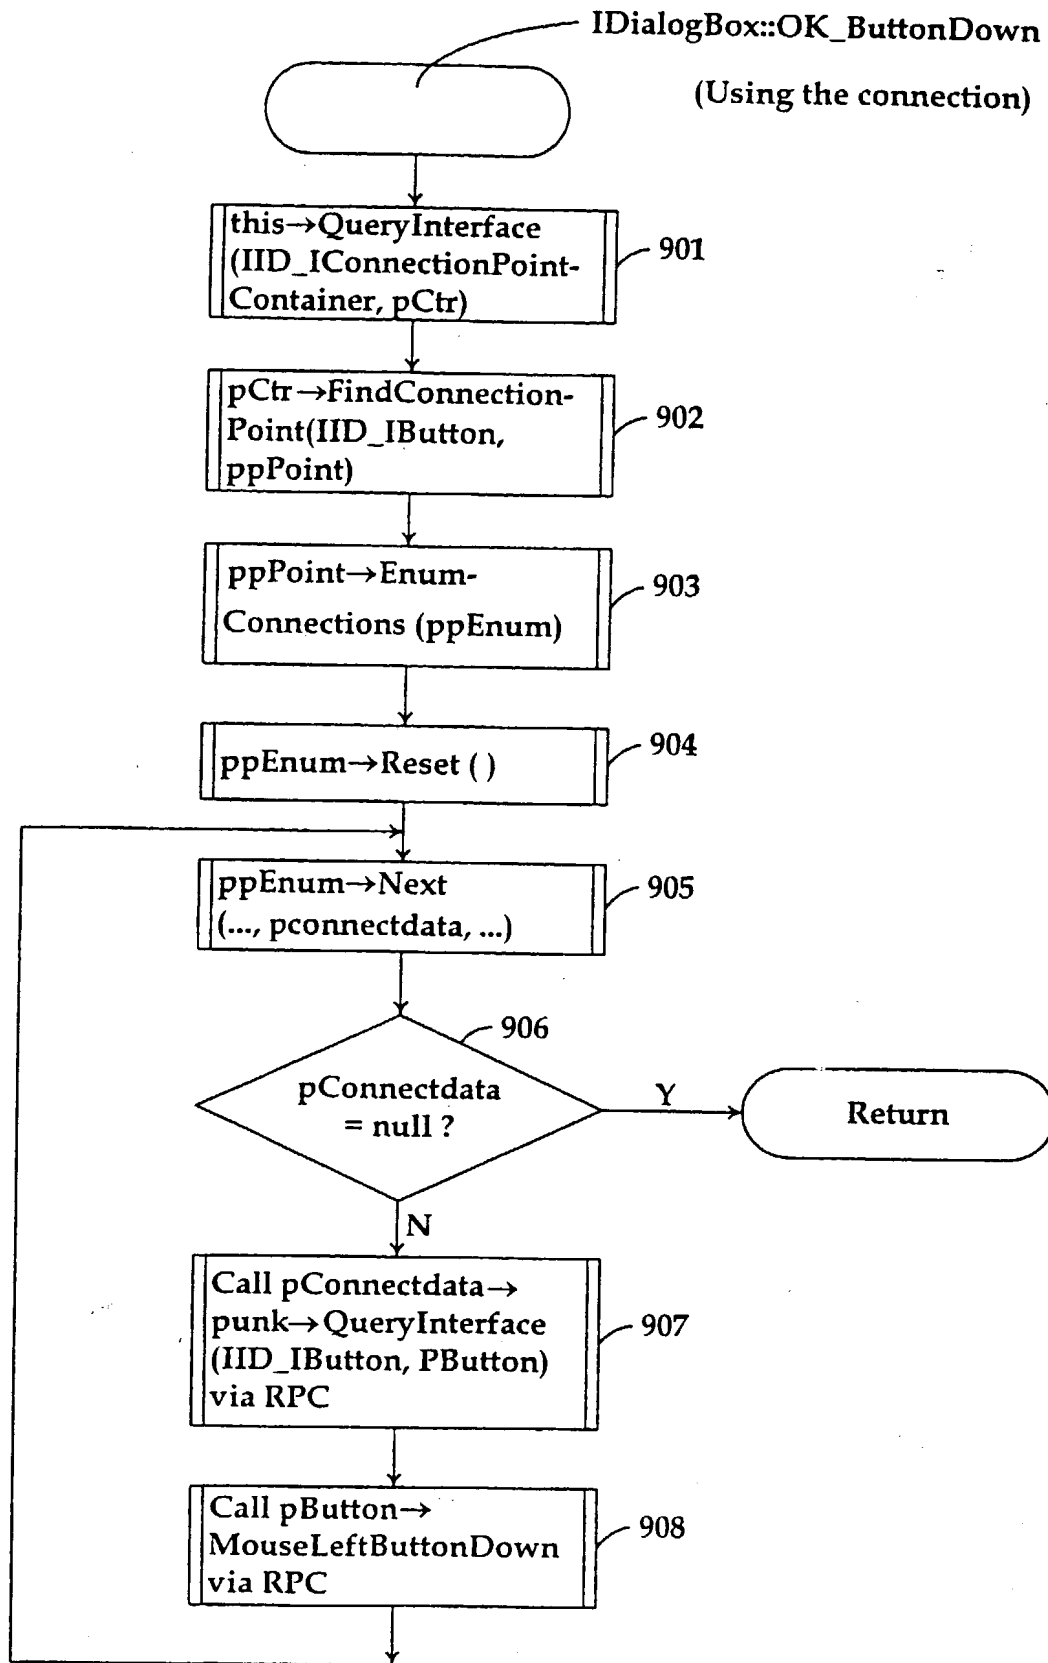 IDialogBox::OK_ButtonDown
(Using the connection)
this→QueryInterface
(IID_IConnectionPoint-
Container, pCtr)
901
pCtr→FindConnection-
Point(IID_IButton,
ppPoint)
902
ppPoint→Enum-
Connections (ppEnum)
903
ppEnum→Reset ( )
904
ppEnum→Next
(..., pconnectdata, ...)
905
906
pConnectdata
= null ?
Y
Return
N
Call pConnectdata→
punk→QueryInterface
(IID_IButton, PButton)
via RPC
907
Call pButton→
MouseLeftButtonDown
via RPC
908